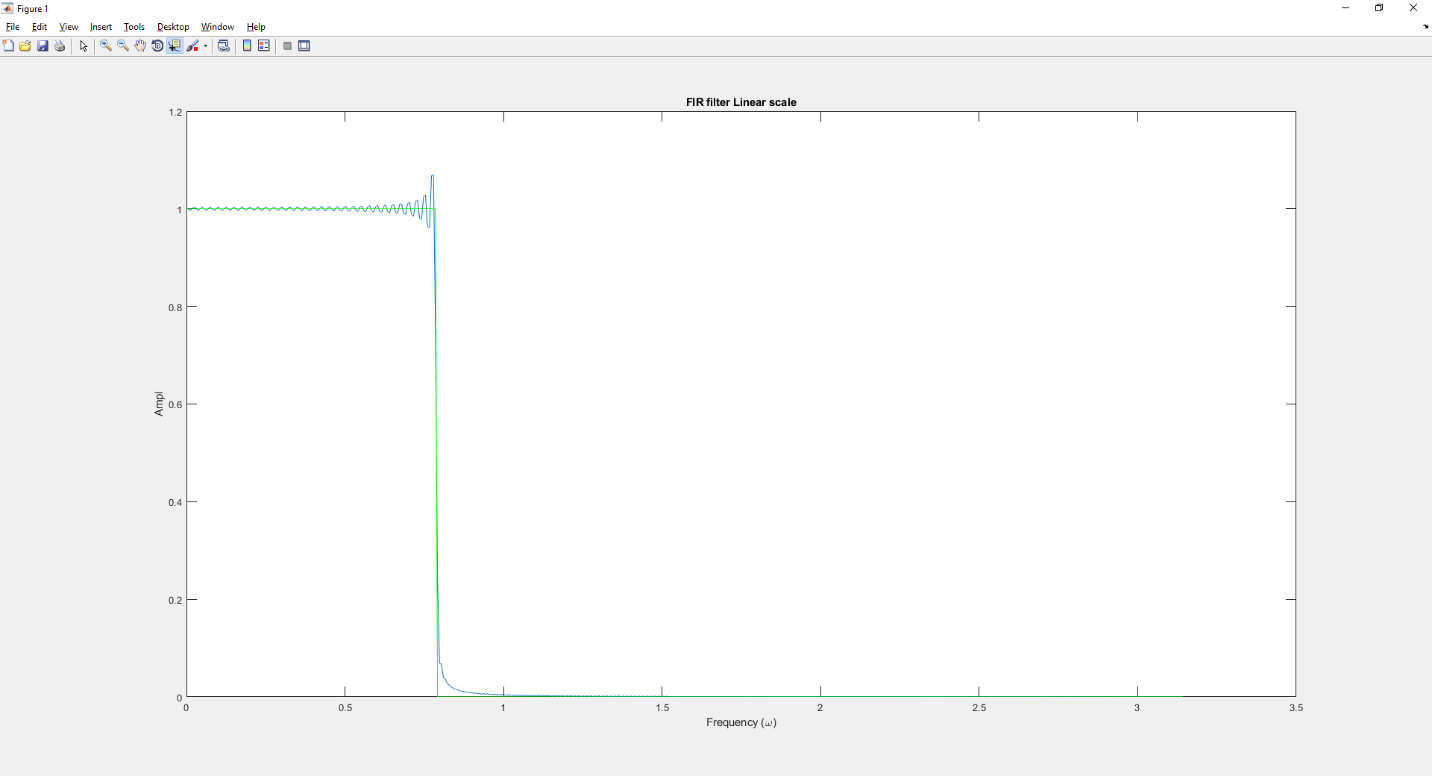 Figure 1
File Edit View Insert Tools Desktop Window Help
FIR filter Linear scale
1.2
1
0.8
0.6
0.4
0.2
0
Ampl
0 0.5 1 1.5 2 2.5 3 3.5
Frequency (ω)